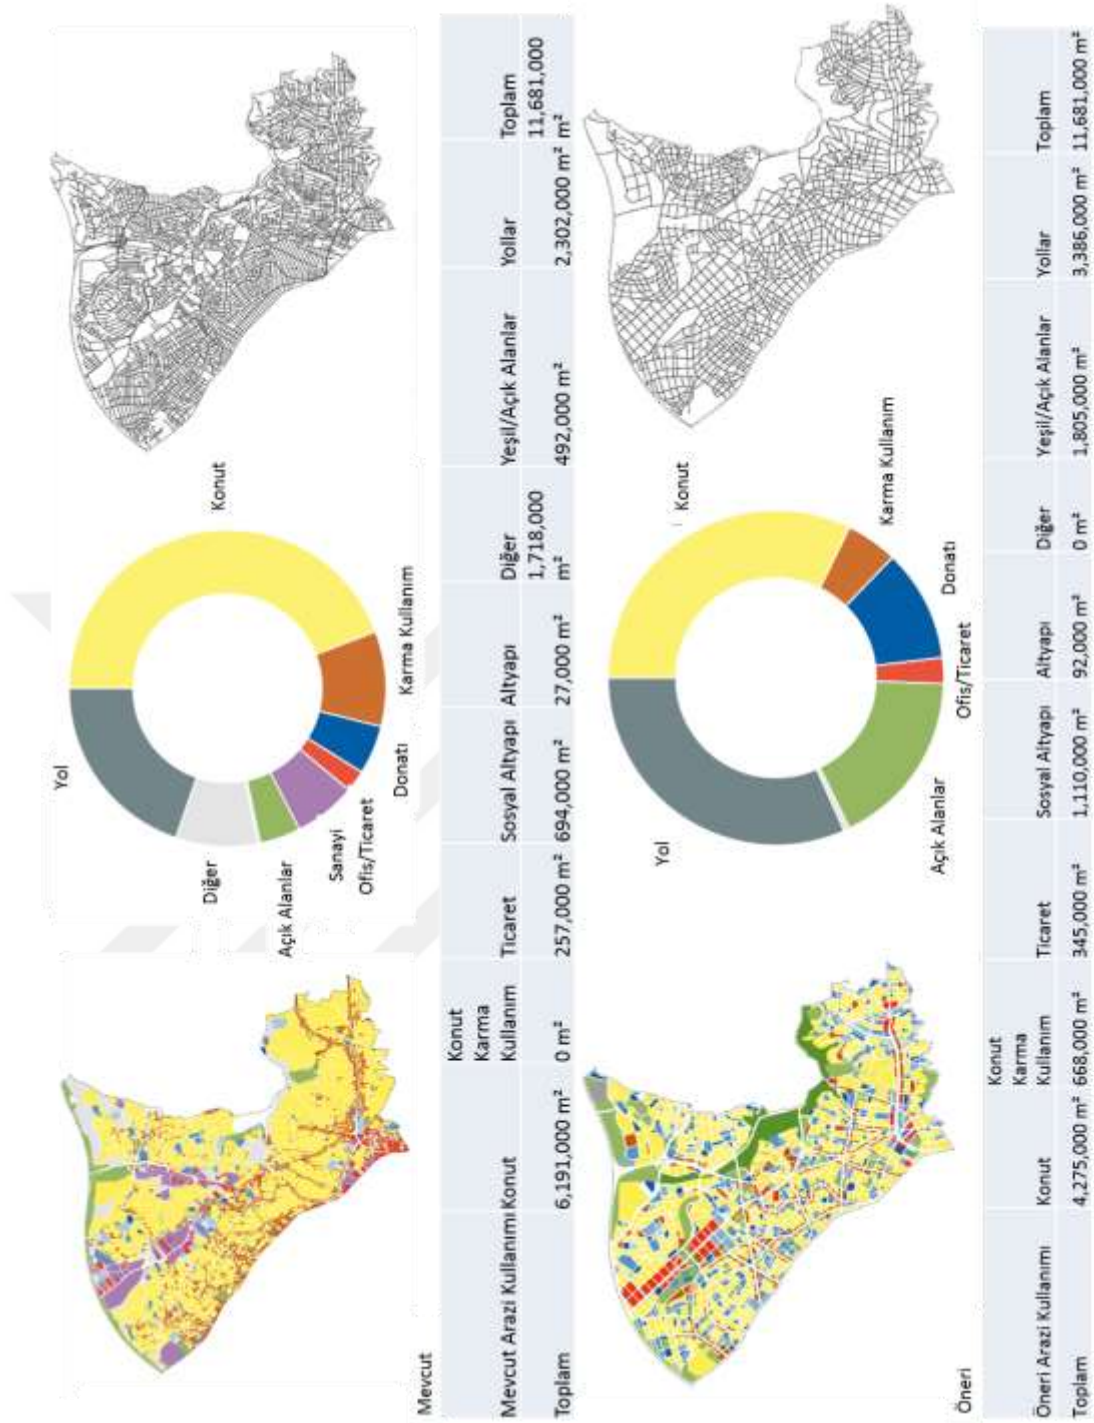 Mevcut
Yol
Konut
Karma Kullanım
Donatı
Ofis/Ticaret
Sanayi
Açık Alanlar
Diğer
Mevcut Arazi Kullanımı Konut Konut Karma Kullanım Ticaret Sosyal Altyapı Altyapı Diğer Yeşil/Açık Alanlar Yollar Toplam
Toplam 6,191,000 m² 0 m² 257,000 m² 694,000 m² 27,000 m² 1,718,000 m² 492,000 m² 2,302,000 m² 11,681,000 m²
Öneri
Yol
Konut
Karma Kullanım
Donatı
Ofis/Ticaret
Açık Alanlar
Öneri Arazi Kullanımı Konut Konut Karma Kullanım Ticaret Sosyal Altyapı Altyapı Diğer Yeşil/Açık Alanlar Yollar Toplam
Toplam 4,275,000 m² 668,000 m² 345,000 m² 1,110,000 m² 92,000 m² 0 m² 1,805,000 m² 3,386,000 m² 11,681,000 m²